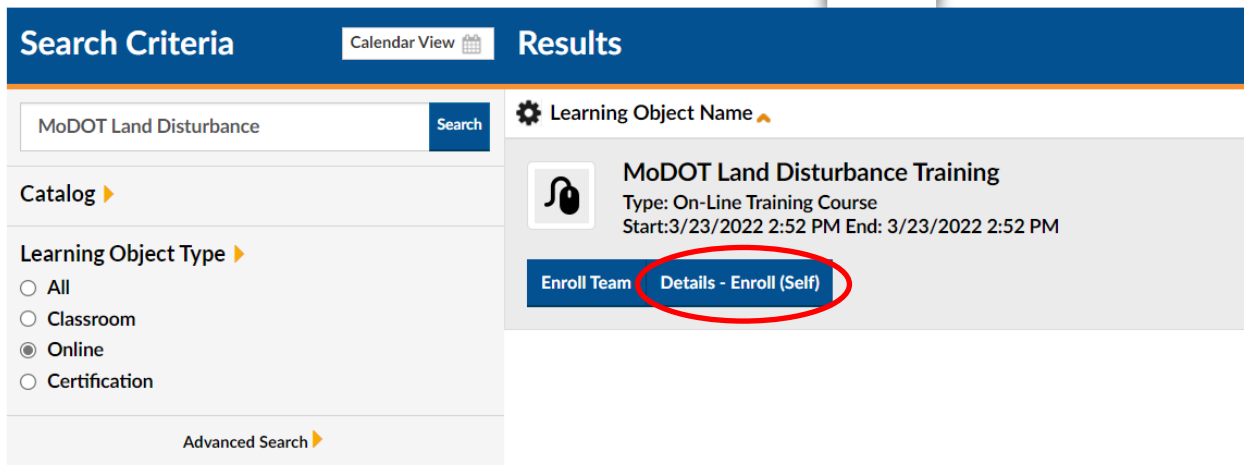 Search Criteria
Calendar View
MoDOT Land Disturbance
Search
Catalog
Learning Object Type
All
Classroom
Online
Certification
Advanced Search
Results
Learning Object Name
MoDOT Land Disturbance Training
Type: On-Line Training Course
Start:3/23/2022 2:52 PM End: 3/23/2022 2:52 PM
Enroll Team
Details - Enroll (Self)